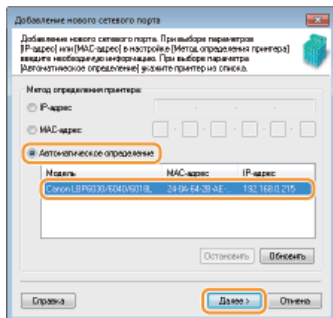 Добавление нового сетевого порта
Добавление нового сетевого порта. При выборе параметров
[IP-адрес] или [MAC-адрес] в настройке [Метод определения принтера]
введите необходимую информацию. При выборе параметра
[Автоматическое определение] укажите принтер из списка.
Метод определения принтера:
IP-адрес
MAC-адрес
Автоматическое определение
Модель MAC-адрес IP-адрес
Canon LBP6030/6040/6018L 192.168.0.215
Остановить Обновить
Справка Далее > Отмена